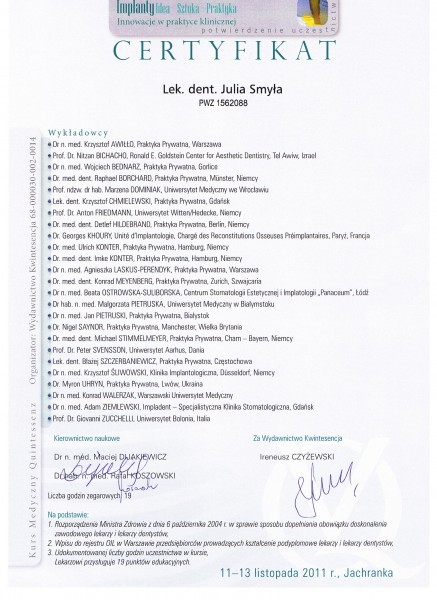 Implanty Idea - Sztuka - Praktyka
Innowacje w praktyce klinicznej
potwierdzenie uczestnictwa
CERTYFIKAT
Lek. dent. Julia Smyła
PWZ 1562088
Wykładowcy
Dr n. med. Krzysztof AWIŁŁO, Praktyka Prywatna, Warszawa
Prof. Dr. Nitzan BICHACHO, Ronald E. Goldstein Center for Aesthetic Dentistry, Tel Awiw, Izrael
Dr n. med. Wojciech BEDNARZ, Praktyka Prywatna, Gorlice
Dr. med. dent. Raphael BORCHARD, Praktyka Prywatna, Münster, Niemcy
Prof. ndzw. dr hab. Marzena DOMINIAK, Uniwersytet Medyczny we Wrocławiu
Lek. dent. Krzysztof CHMIELEWSKI, Praktyka Prywatna, Gdańsk
Prof. Dr. Anton FRIEDMANN, Uniwersytet Witten/Hedecke, Niemcy
Dr. med. dent. Detlef HILDEBRAND, Praktyka Prywatna, Berlin, Niemcy
Dr. Georges KHOURY, Unité d'Implantologie, Chargé des Reconstitutions Osseuses Préimplantaires, Paryż, Francja
Dr. med. Ulrich KONTER, Praktyka Prywatna, Hamburg, Niemcy
Dr. med. dent. Imke KONTER, Praktyka Prywatna, Hamburg, Niemcy
Dr n. med. Agnieszka LASKUS-PERENDYK, Praktyka Prywatna, Warszawa
Dr. med. dent. Konrad MEYENBERG, Praktyka Prywatna, Zurich, Szwajcaria
Dr n. med. Beata OSTROWSKA-SULIBORSKA, Centrum Stomatologii Estetycznej i Implatologii „Panaceum", Łódź
Dr hab. n. med. Małgorzata PIETRUSKA, Uniwersytet Medyczny w Białymstoku
Dr n. med. Jan PIETRUSKI, Praktyka Prywatna, Białystok
Dr. Nigel SAYNOR, Praktyka Prywatna, Manchester, Wielka Brytania
Dr. med. dent. Michael STIMMELMEYER, Praktyka Prywatna, Cham – Bayern, Niemcy
Prof. Dr. Peter SVENSSON, Uniwersytet Aarhus, Dania
Lek. dent. Błażej SZCZERBANIEWICZ, Praktyka Prywatna, Częstochowa
Dr n. med. Krzysztof ŚLIWOWSKI, Klinika Implantologiczna, Düsseldorf, Niemcy
Dr. Myron UHRYN, Praktyka Prywatna, Lwów, Ukraina
Dr n. med. Konrad WALERZAK, Warszawski Uniwersytet Medyczny
Dr n. med. Adam ZIEMLEWSKI, Impladent – Specjalistyczna Klinika Stomatologiczna, Gdańsk
Prof. Dr. Giovanni ZUCCHELLI, Uniwersytet Bolonia, Italia
Kierownictwo naukowe
Za Wydawnictwo Kwintesencja
Dr n. med. Maciej DIJAKIEWICZ
Ireneusz CZYŻEWSKI
Dr n. med. Rafał KOSZOWSKI
Liczba godzin zegarowych: 19
Na podstawie:
1. Rozporządzenia Ministra Zdrowia z dnia 6 października 2004 r. w sprawie sposobu dopełniania obowiązku doskonalenia
zawodowego lekarzy i lekarzy dentystów,
2. Wpisu do rejestru OIL w Warszawie przedsiębiorców prowadzących kształcenie podyplomowe lekarzy i lekarzy dentystów,
3. Udokumentowanej liczby godzin uczestnictwa w kursie,
Lekarzowi przysługuje 19 punktów edukacyjnych.
11–13 listopada 2011 r., Jachranka
Kurs Medyczny Quintessenz
Organizator: Wydawnictwo Kwintesencja 68-000030-002-0014